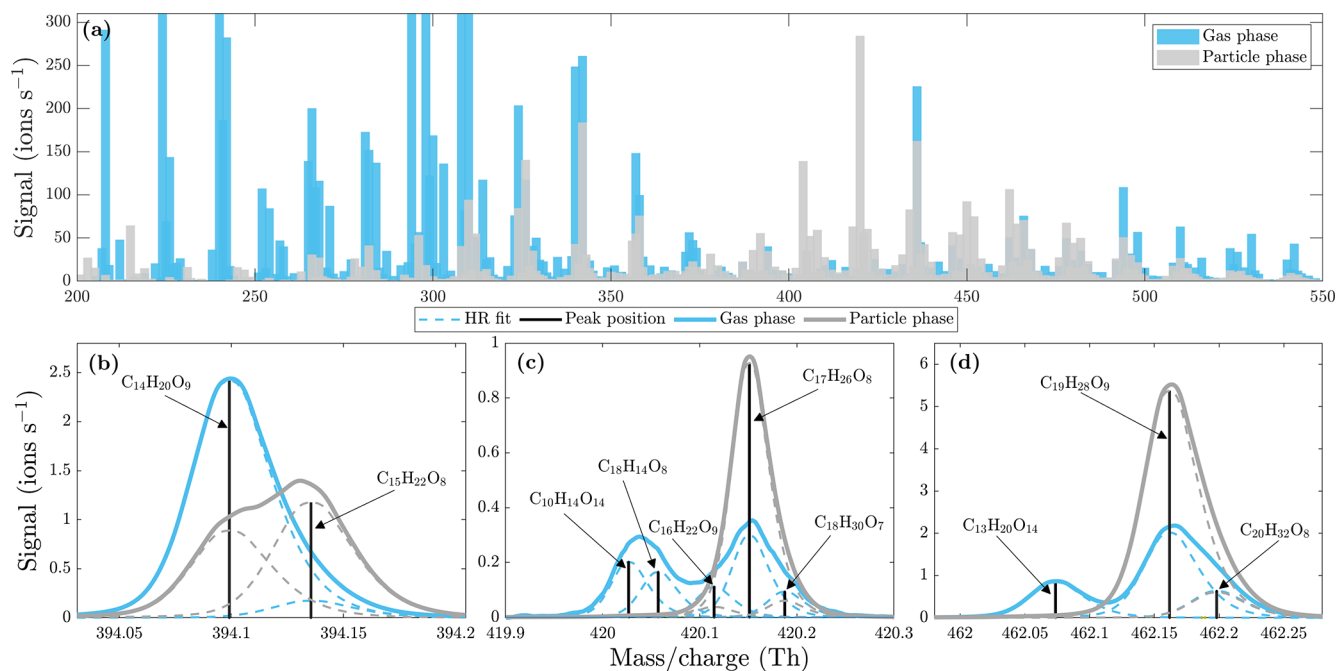 (a)
Gas phase
Particle phase
Signal (ions s⁻¹)
300
250
200
150
100
50
0
200 250 300 350 400 450 500 550
HR fit Peak position Gas phase Particle phase
(b)
C₁₄H₂₀O₉
C₁₅H₂₂O₈
Signal (ions s⁻¹)
2.5
2
1.5
1
0.5
0
394.05 394.1 394.15 394.2
(c)
C₁₇H₂₆O₈
C₁₈H₁₄O₈
C₁₀H₁₄O₁₄
C₁₆H₂₂O₉
C₁₈H₃₀O₇
1
0.8
0.6
0.4
0.2
0
419.9 420 420.1 420.2 420.3
(d)
C₁₉H₂₈O₉
C₁₃H₂₀O₁₄
C₂₀H₃₂O₈
6
5
4
3
2
1
0
462 462.05 462.1 462.15 462.2 462.25
Mass/charge (Th)